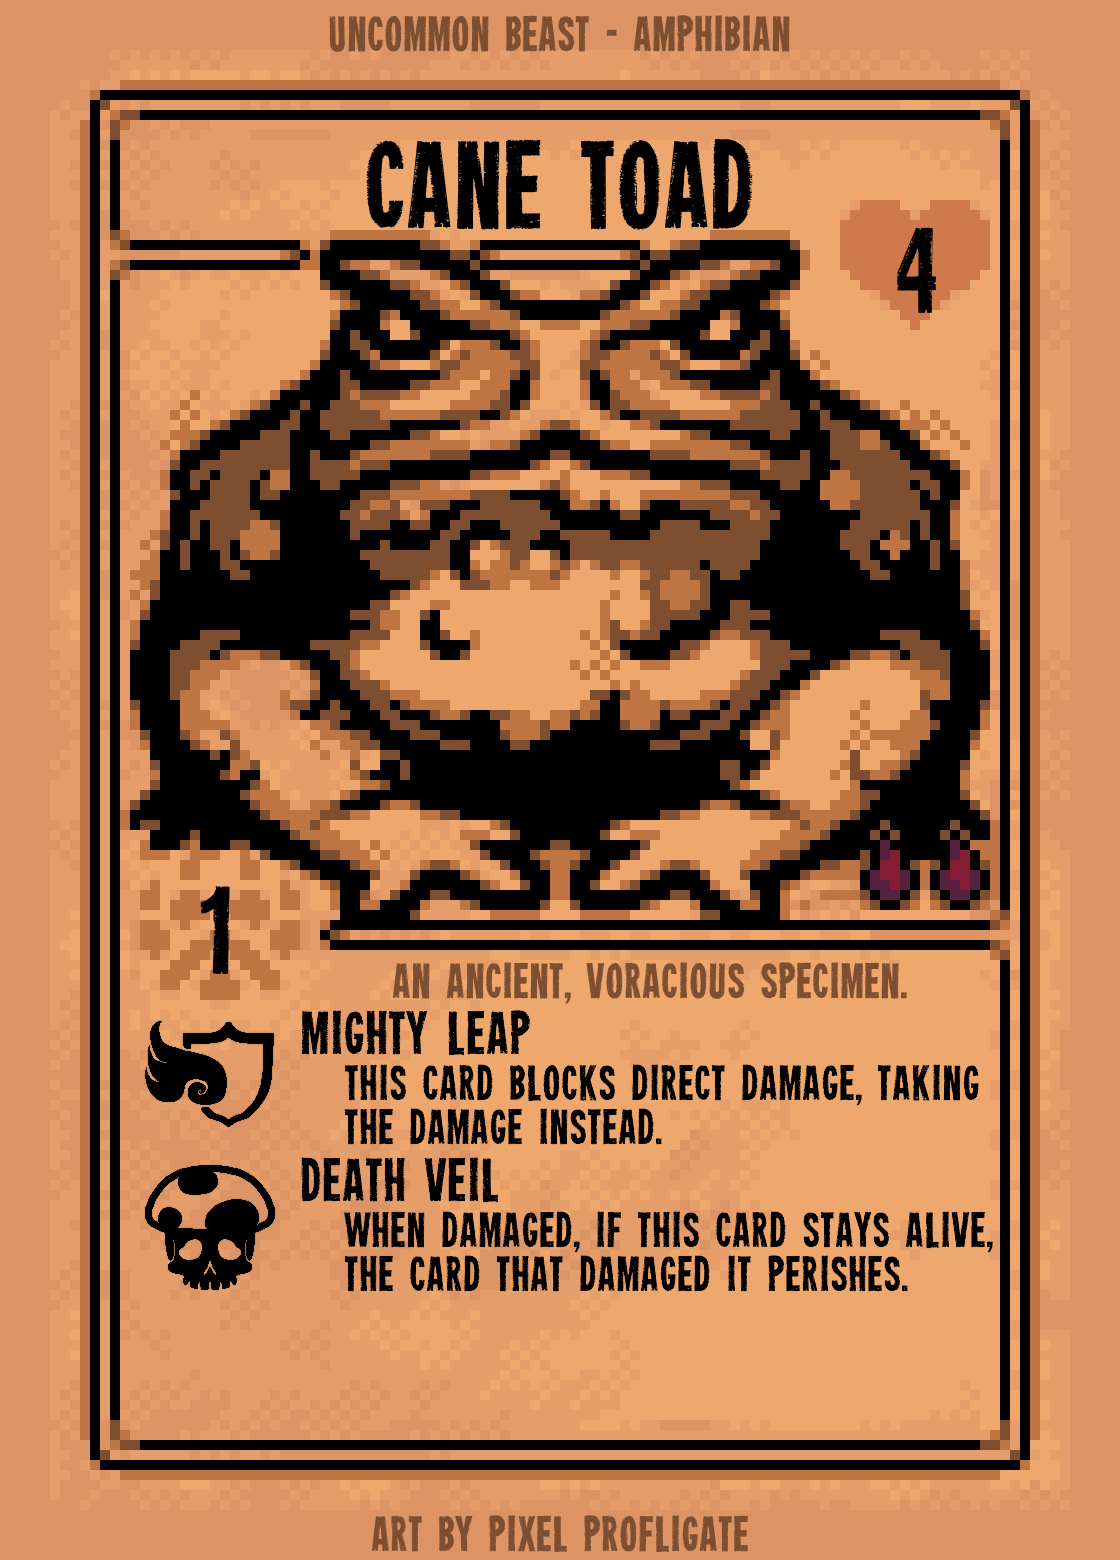 UNCOMMON BEAST - AMPHIBIAN
CANE TOAD
4
1
AN ANCIENT, VORACIOUS SPECIMEN.
MIGHTY LEAP
THIS CARD BLOCKS DIRECT DAMAGE, TAKING
THE DAMAGE INSTEAD.
DEATH VEIL
WHEN DAMAGED, IF THIS CARD STAYS ALIVE,
THE CARD THAT DAMAGED IT PERISHES.
ART BY PIXEL PROFLIGATE